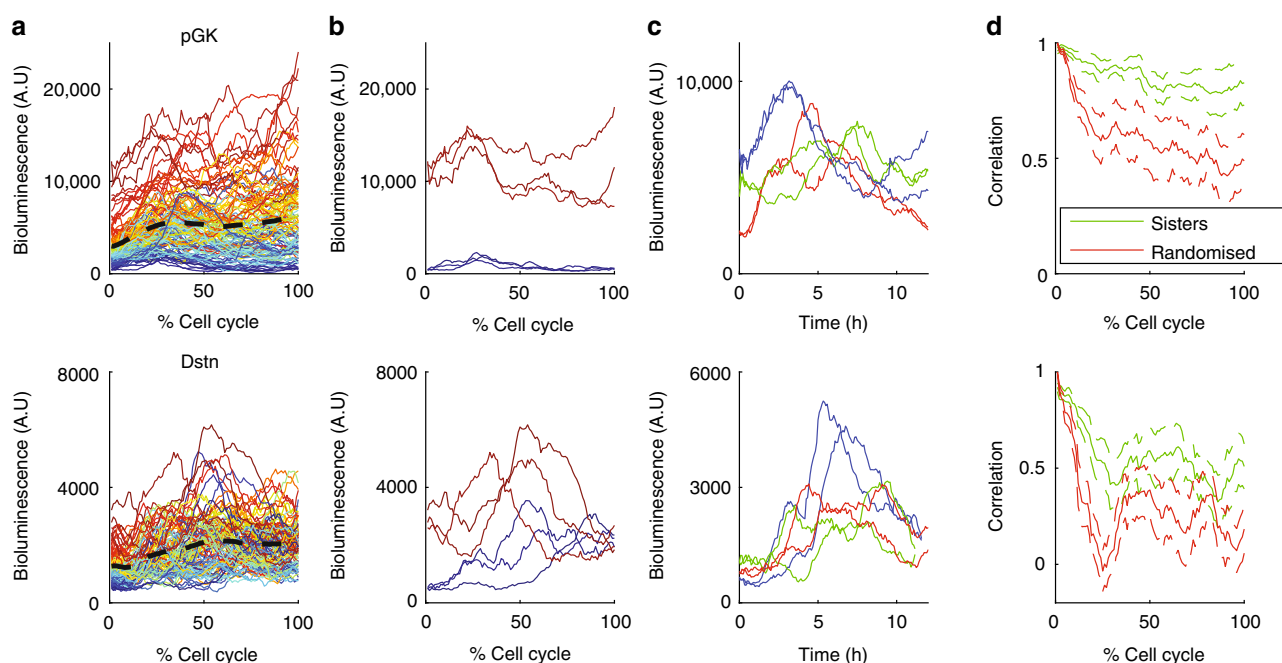 a
pGK
Bioluminescence (A.U)
20,000
10,000
0
0
50
100
% Cell cycle
b
Bioluminescence (A.U)
20,000
10,000
0
0
50
100
% Cell cycle
c
Bioluminescence (A.U)
10,000
0
0
5
10
Time (h)
d
Correlation
1
0.5
0
0
50
100
Sisters
Randomised
% Cell cycle
Dstn
Bioluminescence (A.U)
8000
4000
0
0
50
100
% Cell cycle
Bioluminescence (A.U)
8000
4000
0
0
50
100
% Cell cycle
Bioluminescence (A.U)
6000
3000
0
0
5
10
Time (h)
Correlation
1
0.5
0
0
50
100
% Cell cycle